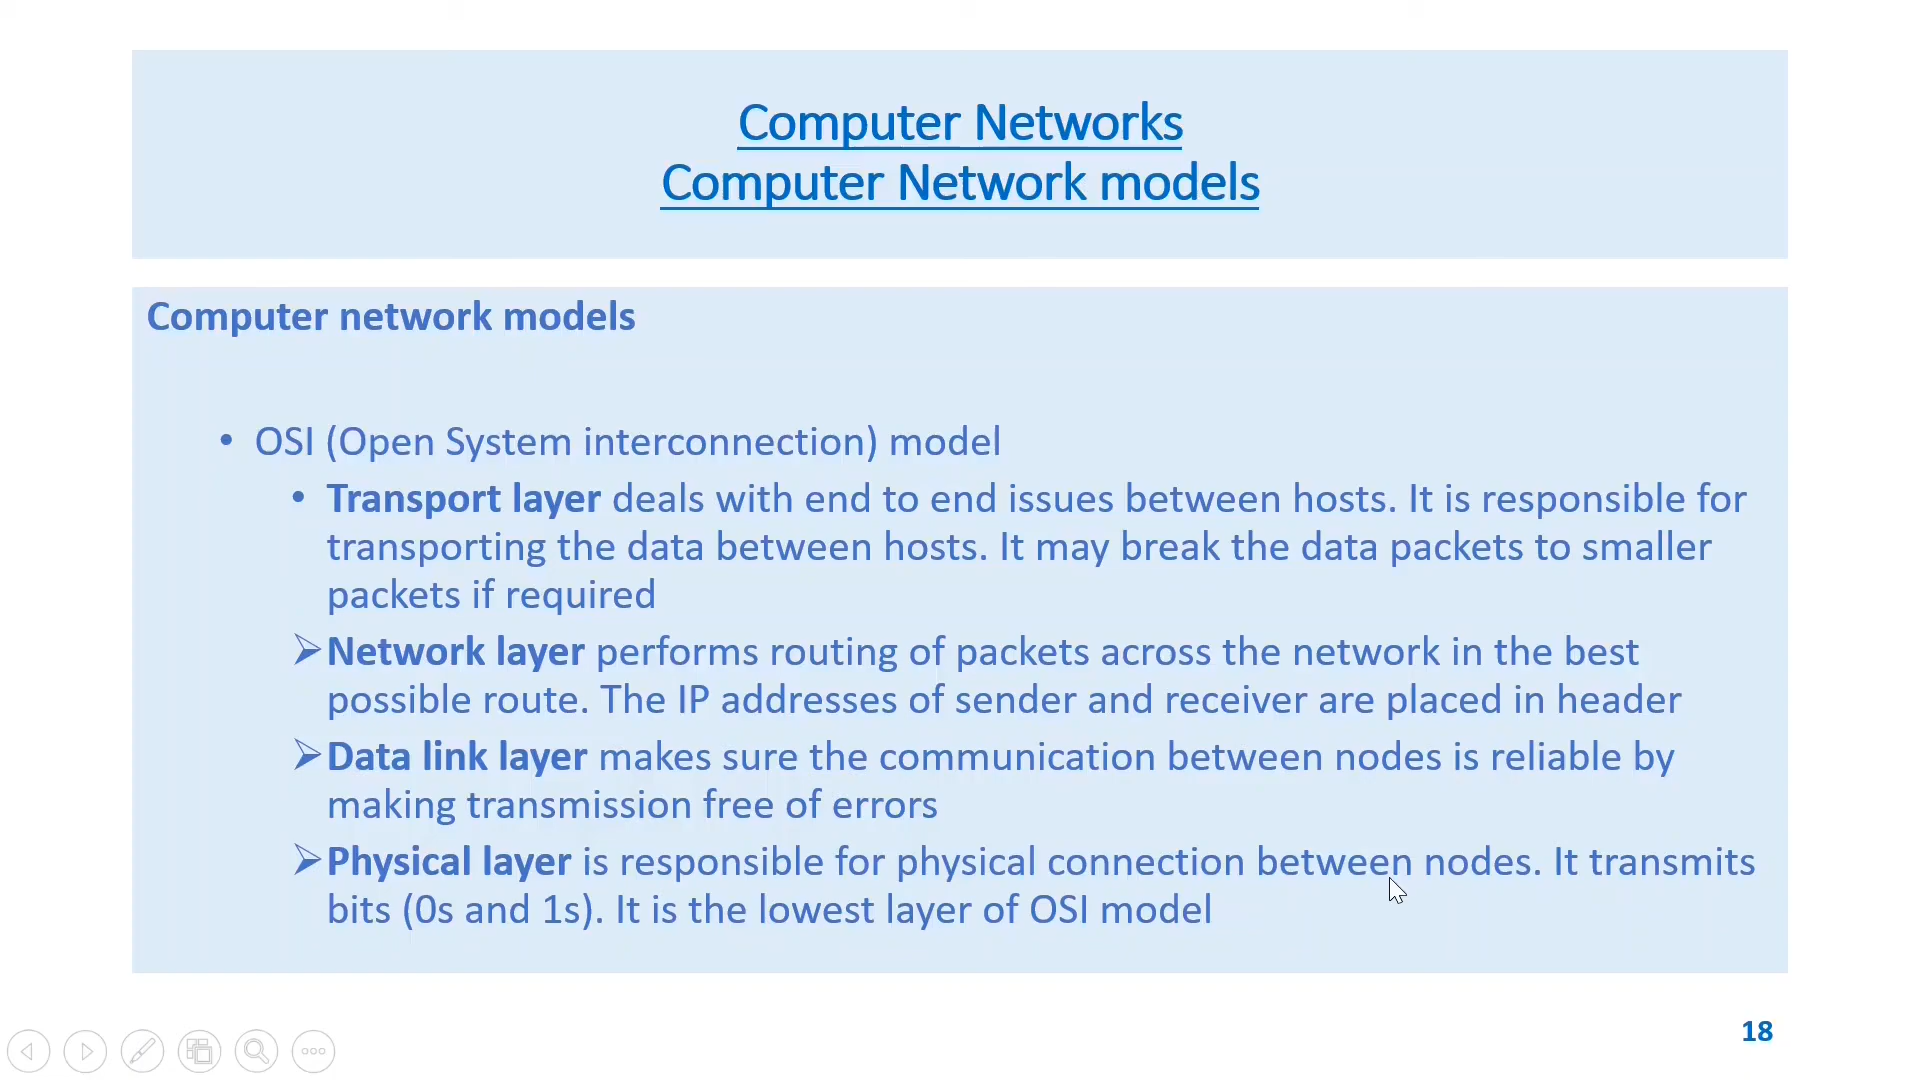 Computer Networks
Computer Network models
Computer network models
• OSI (Open System interconnection) model
• Transport layer deals with end to end issues between hosts. It is responsible for
transporting the data between hosts. It may break the data packets to smaller
packets if required
➢Network layer performs routing of packets across the network in the best
possible route. The IP addresses of sender and receiver are placed in header
➢Data link layer makes sure the communication between nodes is reliable by
making transmission free of errors
➢Physical layer is responsible for physical connection between nodes. It transmits
bits (0s and 1s). It is the lowest layer of OSI model
18